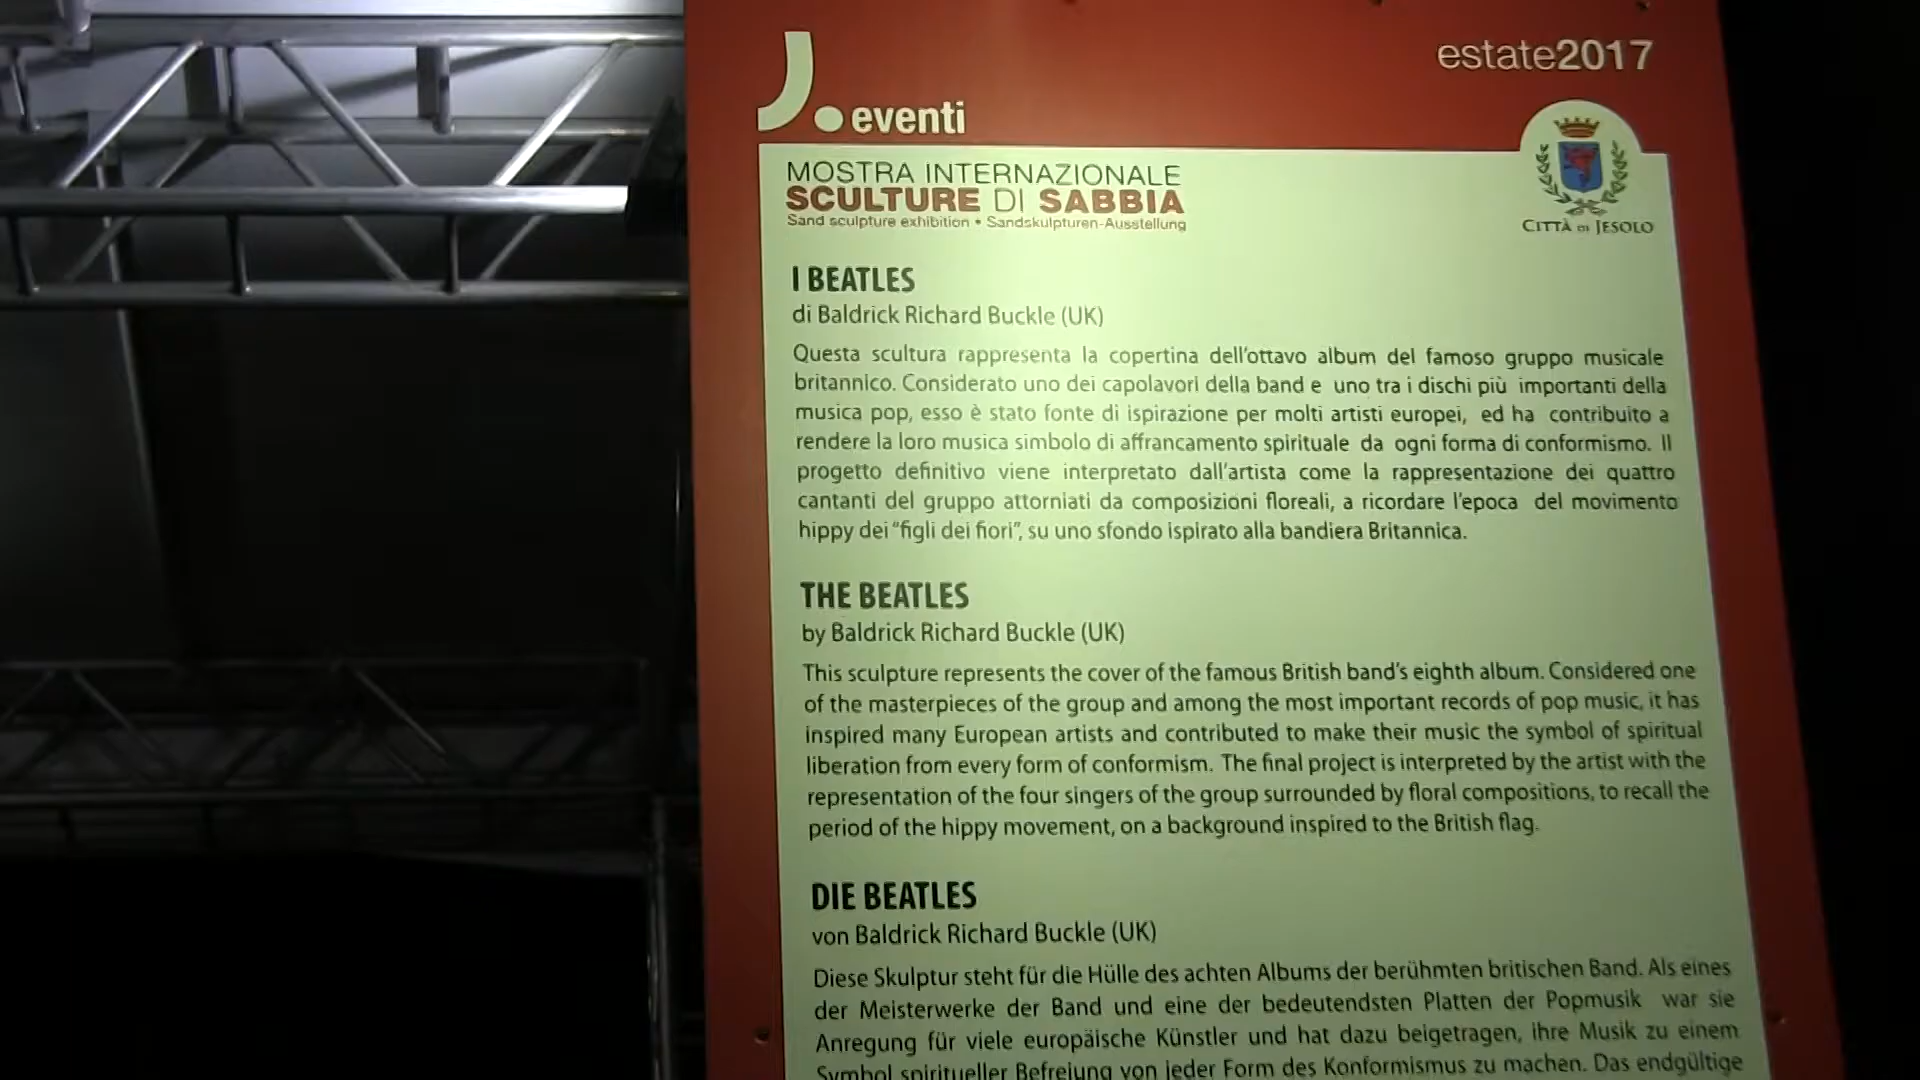 J.eventi
estate2017
MOSTRA INTERNAZIONALE
SCULTURE DI SABBIA
Sand sculpture exhibition • Sandskulpturen-Ausstellung
CITTÀ DI JESOLO
I BEATLES
di Baldrick Richard Buckle (UK)
Questa scultura rappresenta la copertina dell'ottavo album del famoso gruppo musicale
britannico. Considerato uno dei capolavori della band e uno tra i dischi più importanti della
musica pop, esso è stato fonte di ispirazione per molti artisti europei, ed ha contribuito a
rendere la loro musica simbolo di affrancamento spirituale da ogni forma di conformismo. Il
progetto definitivo viene interpretato dall'artista come la rappresentazione dei quattro
cantanti del gruppo attorniati da composizioni floreali, a ricordare l'epoca del movimento
hippy dei "figli dei fiori", su uno sfondo ispirato alla bandiera Britannica.
THE BEATLES
by Baldrick Richard Buckle (UK)
This sculpture represents the cover of the famous British band's eighth album. Considered one
of the masterpieces of the group and among the most important records of pop music, it has
inspired many European artists and contributed to make their music the symbol of spiritual
liberation from every form of conformism. The final project is interpreted by the artist with the
representation of the four singers of the group surrounded by floral compositions, to recall the
period of the hippy movement, on a background inspired to the British flag.
DIE BEATLES
von Baldrick Richard Buckle (UK)
Diese Skulptur steht für die Hülle des achten Albums der berühmten britischen Band. Als eines
der Meisterwerke der Band und eine der bedeutendsten Platten der Popmusik war sie
Anregung für viele europäische Künstler und hat dazu beigetragen, ihre Musik zu einem
Symbol spiritueller Befreiung von jeder Form des Konformismus zu machen. Das endgültige